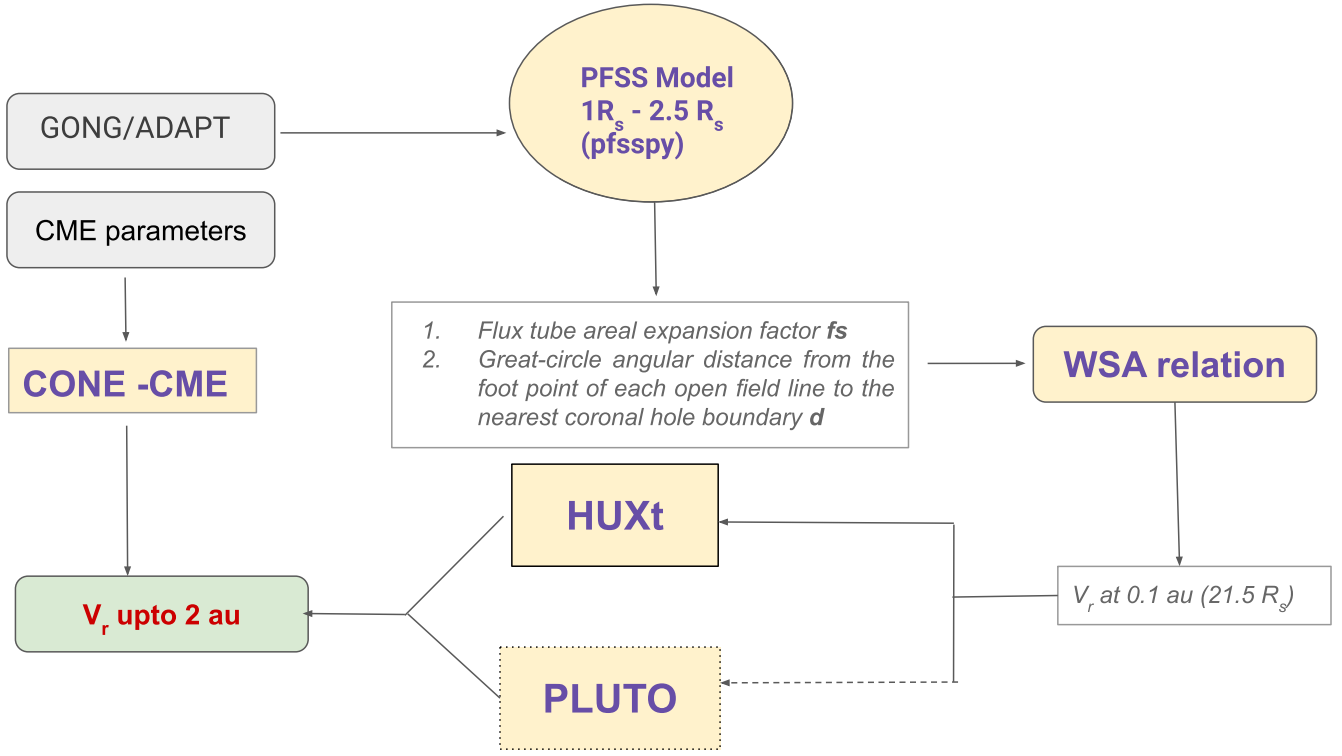 GONG/ADAPT
PFSS Model
1Rs - 2.5 Rs
(pfsspy)
CME parameters
1. Flux tube areal expansion factor fs
2. Great-circle angular distance from the
foot point of each open field line to the
nearest coronal hole boundary d
WSA relation
CONE -CME
HUXt
Vr at 0.1 au (21.5 Rs)
Vr upto 2 au
PLUTO